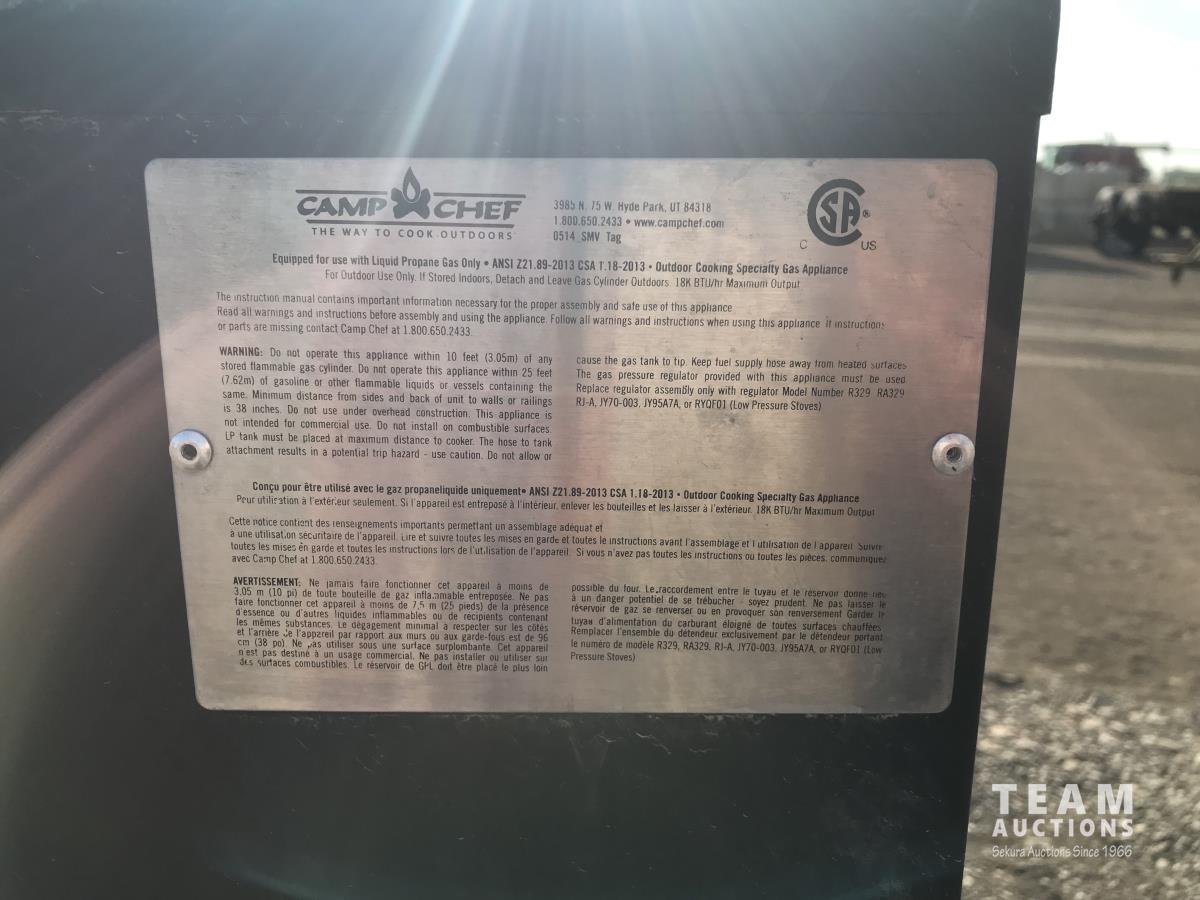 CAMP CHEF
THE WAY TO COOK OUTDOORS
3985 N. 75 W. Hyde Park, UT 84318
1.800.650.2433 • www.campchef.com
0514_SMV_Tag
SA ®
C US
Equipped for use with Liquid Propane Gas Only • ANSI Z21.89-2013 CSA 1.18-2013 • Outdoor Cooking Specialty Gas Appliance
For Outdoor Use Only. If Stored Indoors, Detach and Leave Gas Cylinder Outdoors. 18K BTU/hr Maximum Output
The instruction manual contains important information necessary for the proper assembly and safe use of this appliance
Read all warnings and instructions before assembly and using the appliance. Follow all warnings and instructions when using this appliance. If instructions
or parts are missing contact Camp Chef at 1.800.650.2433.
WARNING: Do not operate this appliance within 10 feet (3.05m) of any
stored flammable gas cylinder. Do not operate this appliance within 25 feet
(7.62m) of gasoline or other flammable liquids or vessels containing the
same. Minimum distance from sides and back of unit to walls or railings
is 38 inches. Do not use under overhead construction. This appliance is
not intended for commercial use. Do not install on combustible surfaces.
LP tank must be placed at maximum distance to cooker. The hose to tank
attachment results in a potential trip hazard - use caution. Do not allow or
cause the gas tank to tip. Keep fuel supply hose away from heated surfaces
The gas pressure regulator provided with this appliance must be used
Replace regulator assembly only with regulator Model Number R329 RA329
RJ-A, JY70-003, JY95A7A, or RYQF01 (Low Pressure Stoves)
Conçu pour être utilisé avec le gaz propaneliquide uniquement• ANSI Z21.89-2013 CSA 1.18-2013 • Outdoor Cooking Specialty Gas Appliance
Pour utilisation à l'extérieur seulement. Si l'appareil est entreposé à l'intérieur, enlever les bouteilles et les laisser à l'extérieur. 18K BTU/hr Maximum Output
Cette notice contient des renseignements importants permettant un assemblage adéquat et
à une utilisation sécuritaire de l'appareil. Lire et suivre toutes les mises en garde et toutes le instructions avant l'assemblage et l utilisation de l appareil Suivre
toutes les mises en garde et toutes les instructions lors de l'utilisation de l'appareil Si vous n'avez pas toutes les instructions ou toutes les pièces, communiquez
avec Camp Chef at 1.800.650.2433
AVERTISSEMENT: Ne jamais faire fonctionner cet appareil à moins de
3.05 m (10 pi) de toute bouteille de gaz inflammable entreposée. Ne pas
faire fonctionner cet appareil à moins de 7,5 m (25 pieds) de la présence
d'essence ou d'autres liquides inflammables ou de recipients contenant
les mêmes substances. Le dégagement minimal a respecter sur les côtés
et l'arrière de l'appareil par rapport aux murs ou aux garde-fous est de 96
cm (38 po). Ne pas utiliser sous une surface surplombante. Cet appareil
n est pas destiné à un usage commercial. Ne pas installer ou utiliser sur
des surfaces combustibles. Le réservoir de GPL doit être placé le plus loin
possible du four. Le raccordement entre le tuyau et le réservoir donne lieu
à un danger potentiel de se trébucher - soyez prudent. Ne pas laisser le
réservoir de gaz se renverser ou en provoquer son renversement Garder le
tuyau d'alimentation du carburant éloigné de toutes surfaces chauffées.
Remplacer l'ensemble du détendeur exclusivement par le détendeur portant
le numéro de modèle R329, RA329, RJ-A, JY70-003, JY95A7A, or RYQF01 (Low
Pressure Stoves)
TEAM
AUCTIONS
Sekura Auctions Since 1966